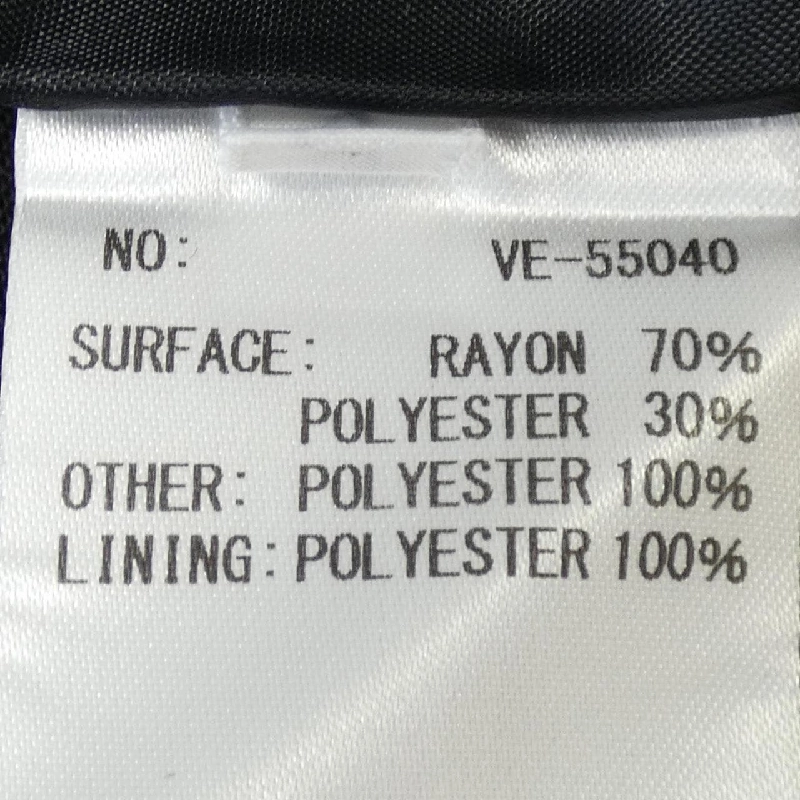 NO: VE-55040
SURFACE: RAYON 70%
POLYESTER 30%
OTHER: POLYESTER 100%
LINING: POLYESTER 100%